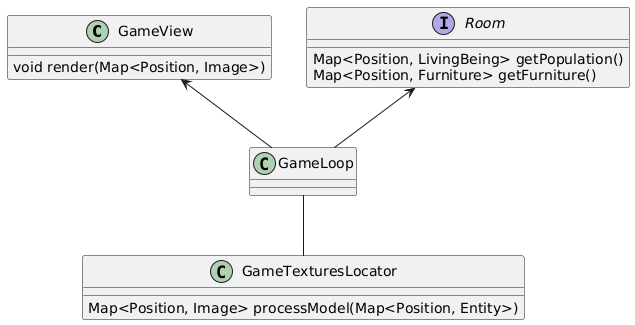 C GameView
void render(Map<Position, Image>)
I Room
Map<Position, LivingBeing> getPopulation()
Map<Position, Furniture> getFurniture()
C GameLoop
C GameTexturesLocator
Map<Position, Image> processModel(Map<Position, Entity>)